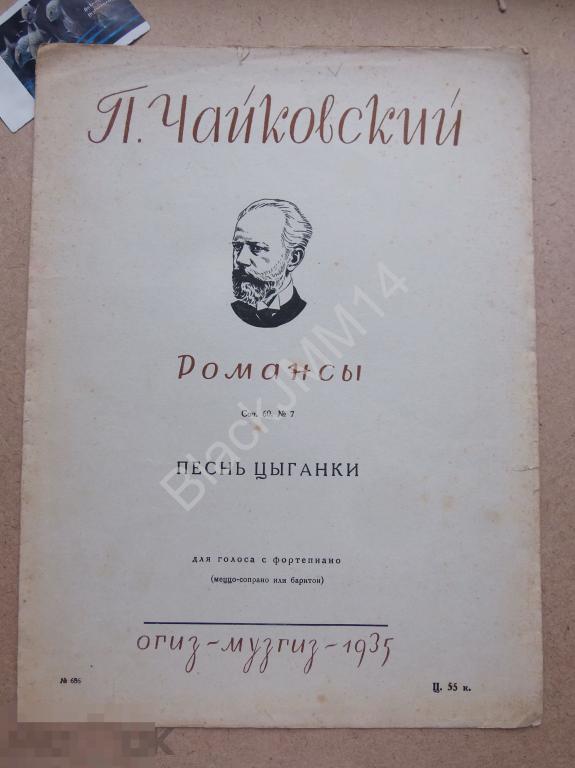 П. Чайковский
Романсы
Соч. 60. № 7
ПЕСНЬ ЦЫГАНКИ
для голоса с фортепиано
(меццо-сопрано или баритон)
огиз-музгиз-1935
№ 686
Ц. 55 к.
BlackJMM14